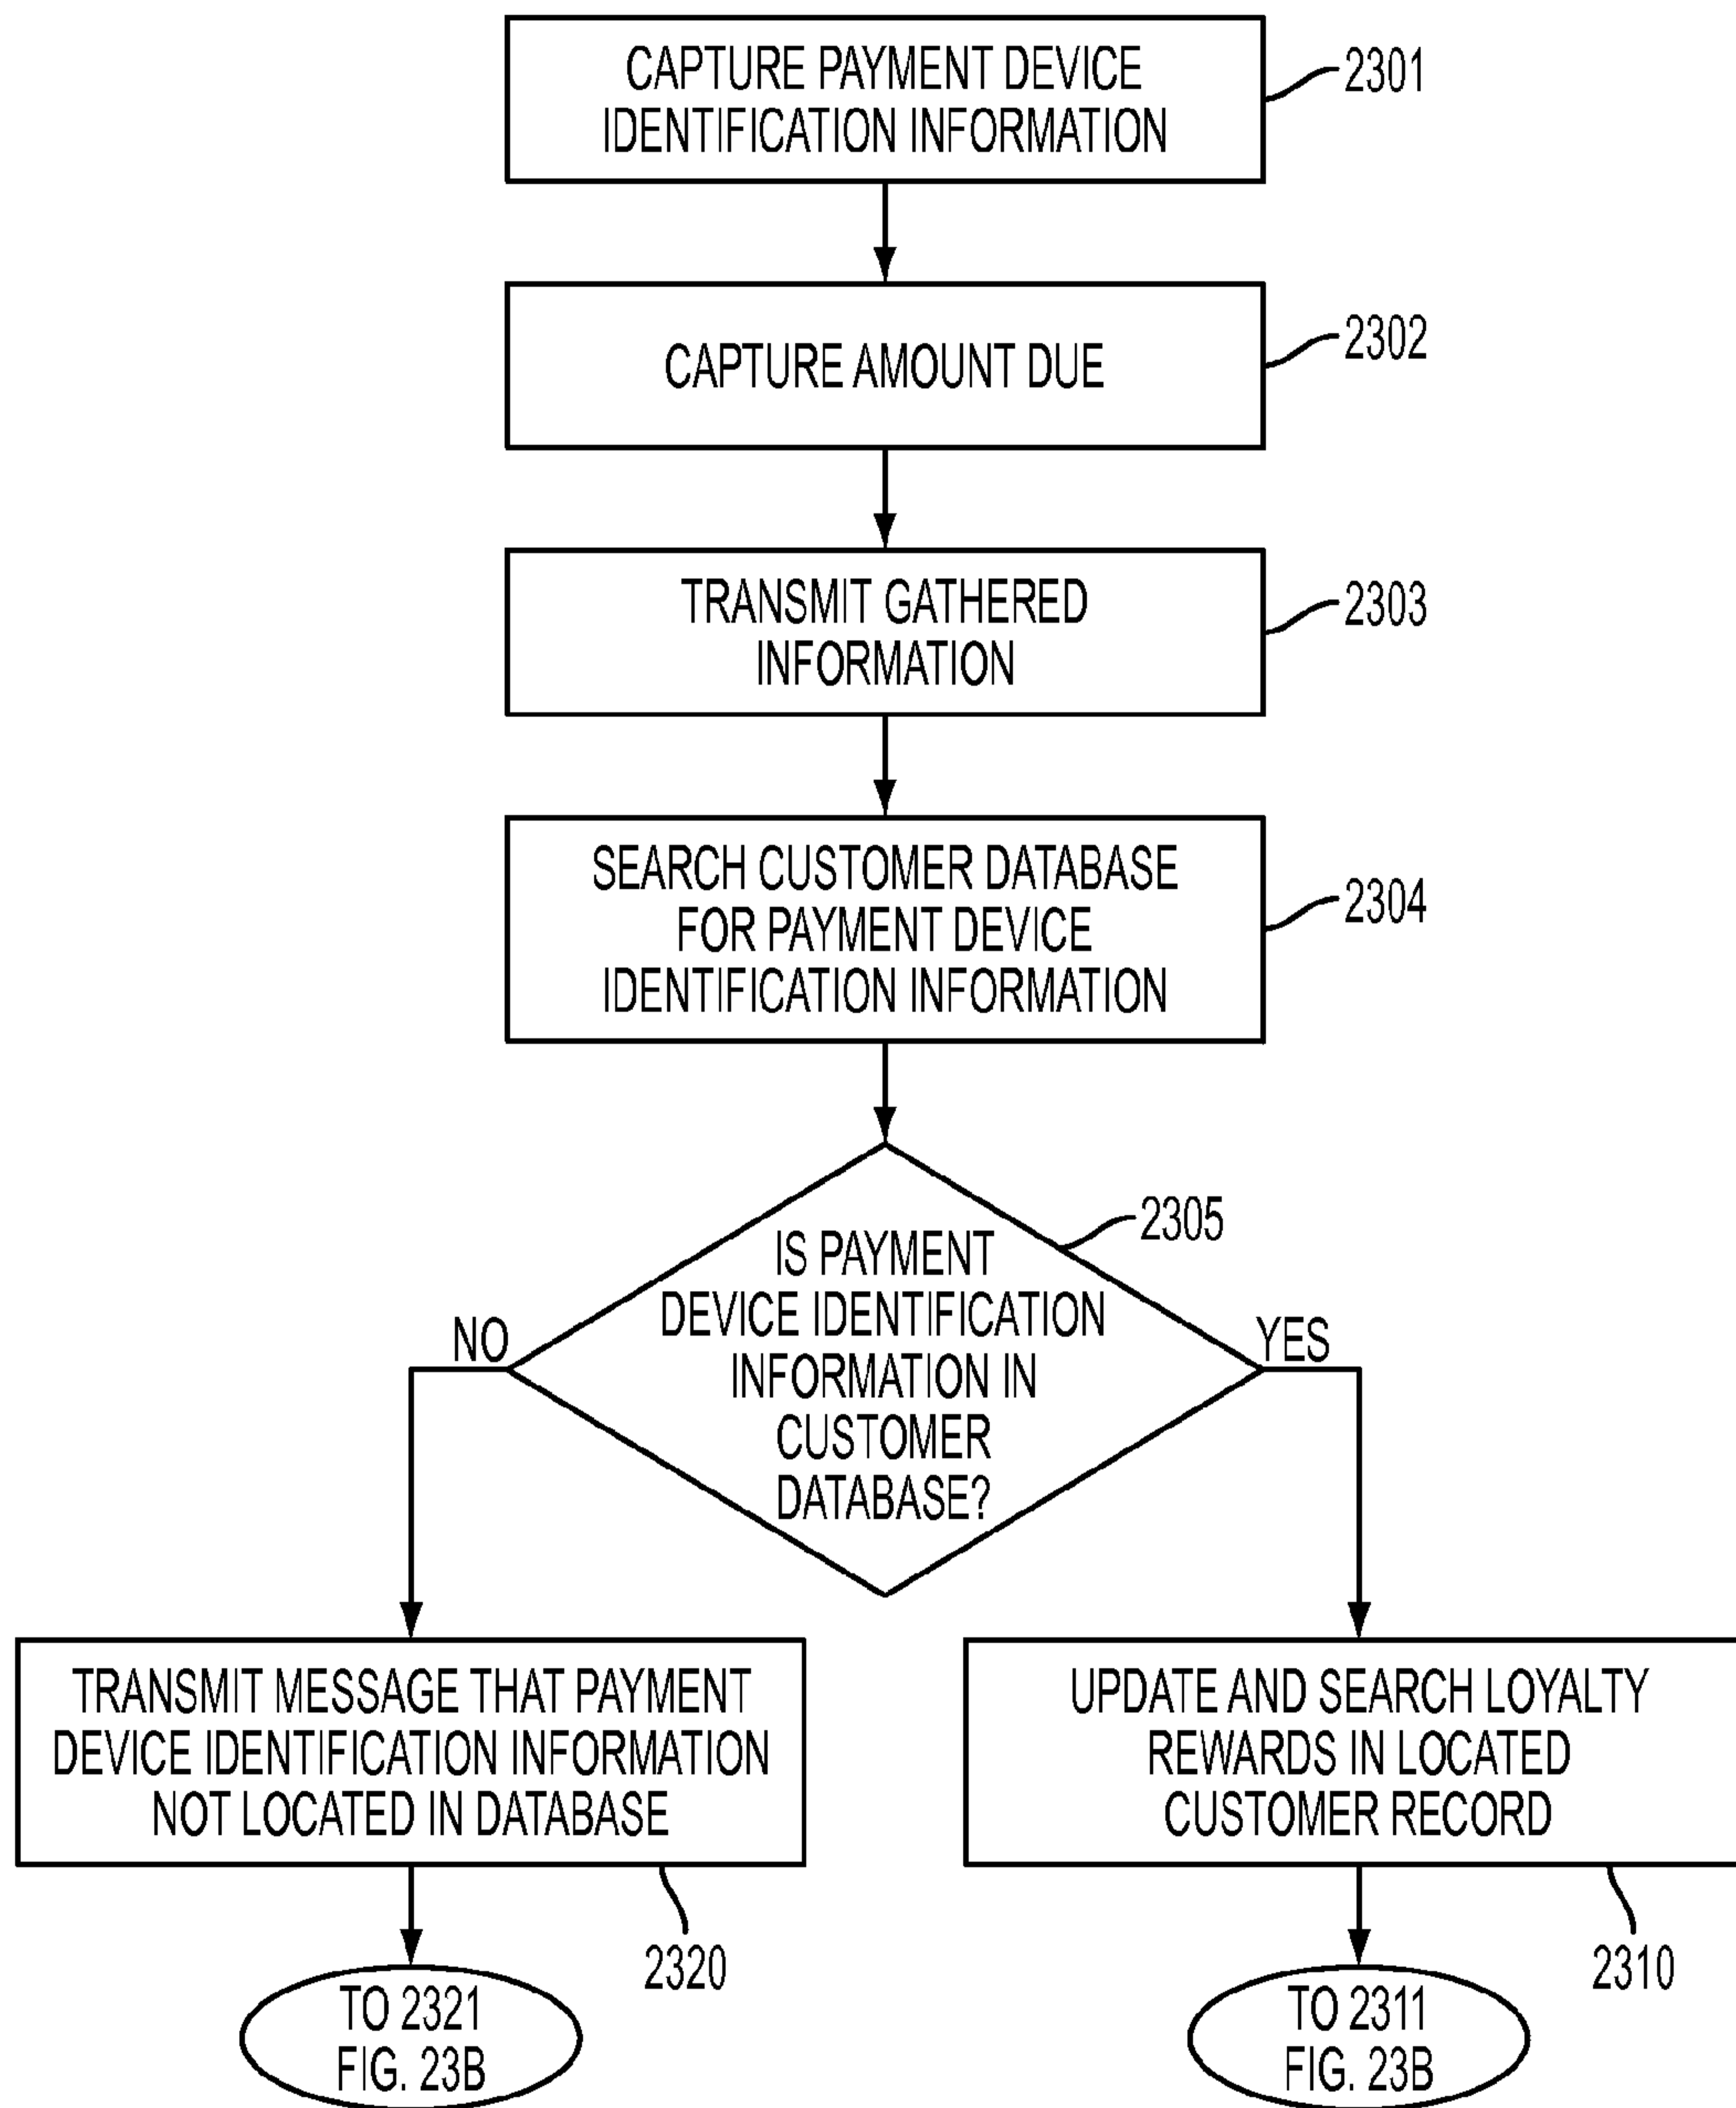 CAPTURE PAYMENT DEVICE
IDENTIFICATION INFORMATION
2301
CAPTURE AMOUNT DUE
2302
TRANSMIT GATHERED
INFORMATION
2303
SEARCH CUSTOMER DATABASE
FOR PAYMENT DEVICE
IDENTIFICATION INFORMATION
2304
IS PAYMENT
DEVICE IDENTIFICATION
INFORMATION IN
CUSTOMER
DATABASE?
2305
NO
YES
TRANSMIT MESSAGE THAT PAYMENT
DEVICE IDENTIFICATION INFORMATION
NOT LOCATED IN DATABASE
2320
UPDATE AND SEARCH LOYALTY
REWARDS IN LOCATED
CUSTOMER RECORD
2310
TO 2321
FIG. 23B
TO 2311
FIG. 23B